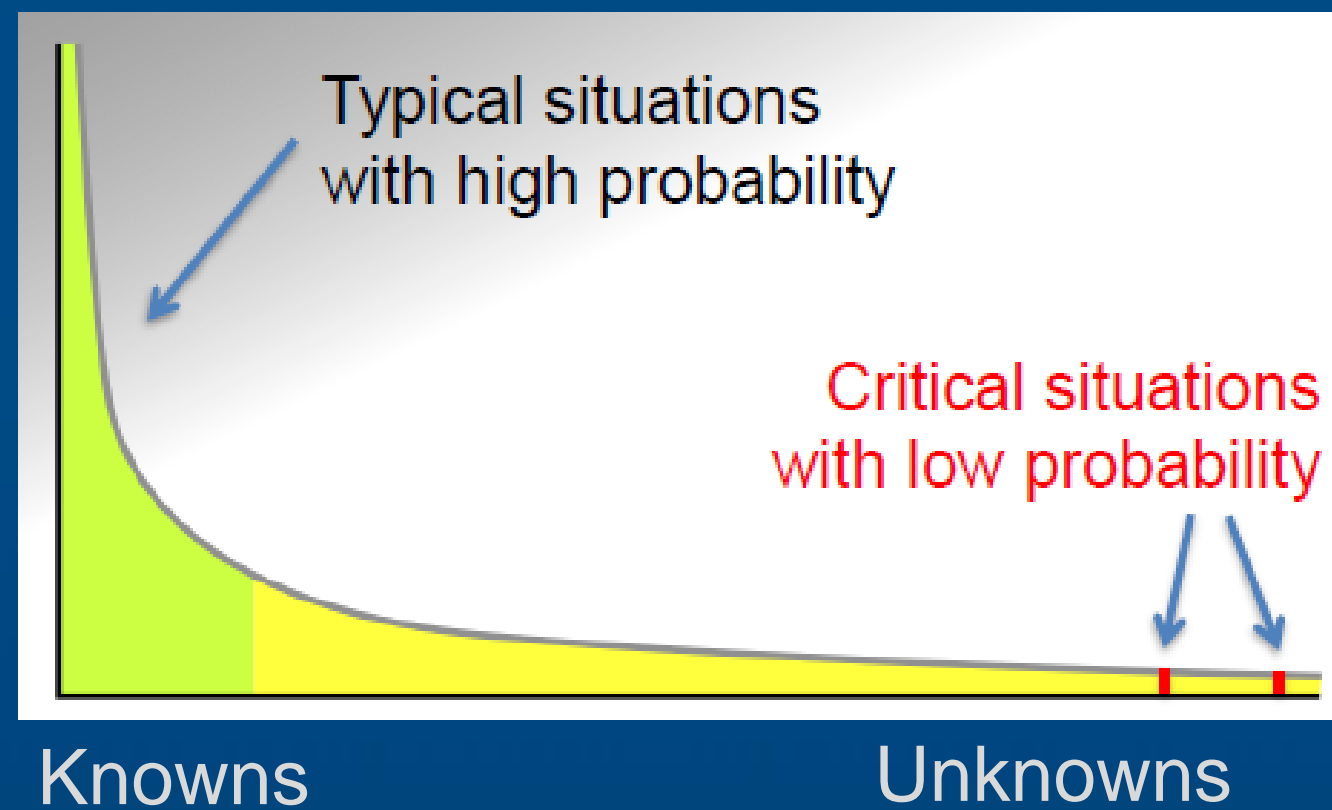 Typical situations
with high probability
Critical situations
with low probability
Knowns
Unknowns